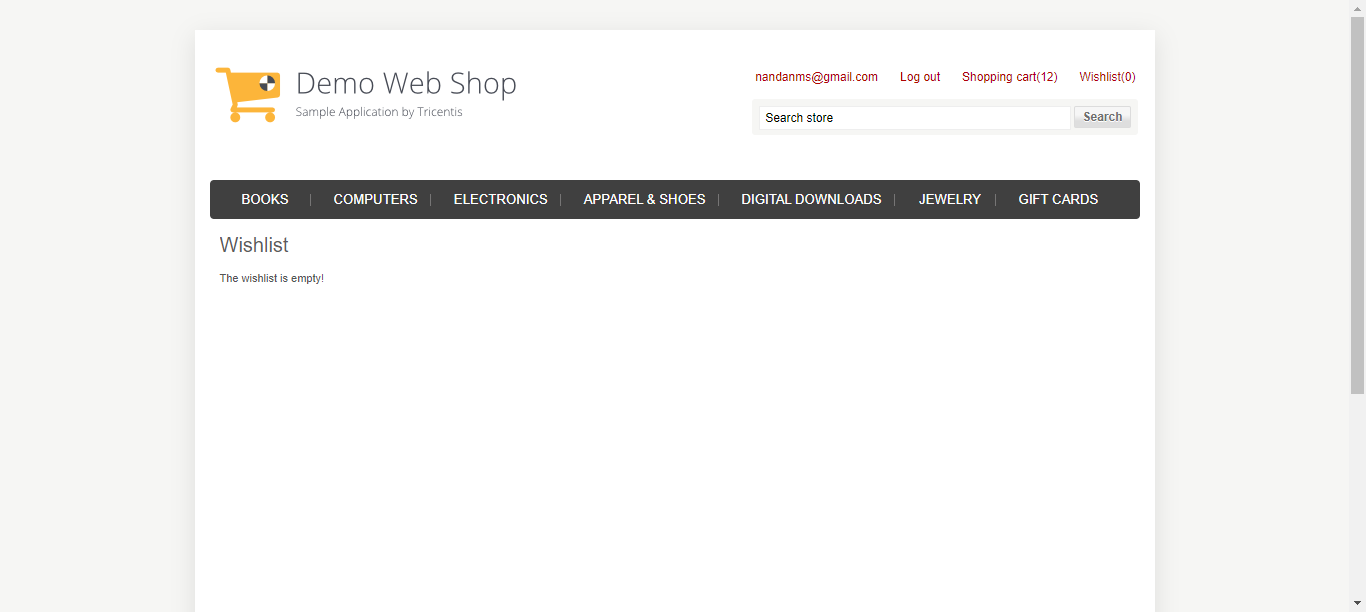 Demo Web Shop
Sample Application by Tricentis
nandanms@gmail.com Log out Shopping cart(12) Wishlist(0)
Search store Search
BOOKS COMPUTERS ELECTRONICS APPAREL & SHOES DIGITAL DOWNLOADS JEWELRY GIFT CARDS
Wishlist
The wishlist is empty!